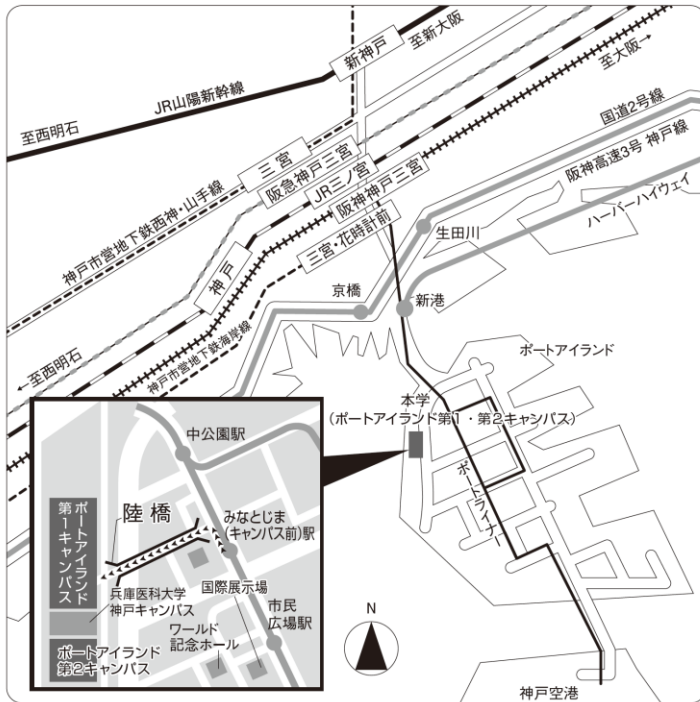 新神戸
至新大阪
至大阪→
JR山陽新幹線
至西明石
国道2号線
三宮
阪急神戸三宮
JR三ノ宮
阪神神戸三宮
阪神高速3号 神戸線
ハーバーハイウェイ
神戸市営地下鉄西神・山手線
三宮・花時計前
生田川
神戸
京橋
新港
神戸市営地下鉄海岸線
←至西明石
ポートアイランド
本学
(ポートアイランド第1・第2キャンパス)
ポートライナー
中公園駅
陸橋
みなとじま
(キャンパス前)駅
ポートアイランド
第1キャンパス
兵庫医科大学
神戸キャンパス
国際展示場
市民
広場駅
ワールド
記念ホール
ポートアイランド
第2キャンパス
N
神戸空港